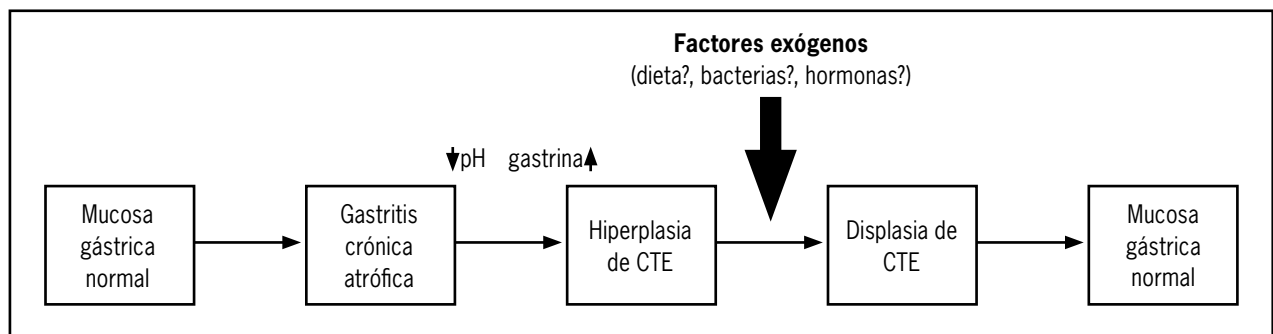 Factores exógenos
(dieta?, bacterias?, hormonas?)
pH gastrina
Mucosa
gástrica
normal
Gastritis
crónica
atrófica
Hiperplasia
de CTE
Displasia de
CTE
Mucosa
gástrica
normal